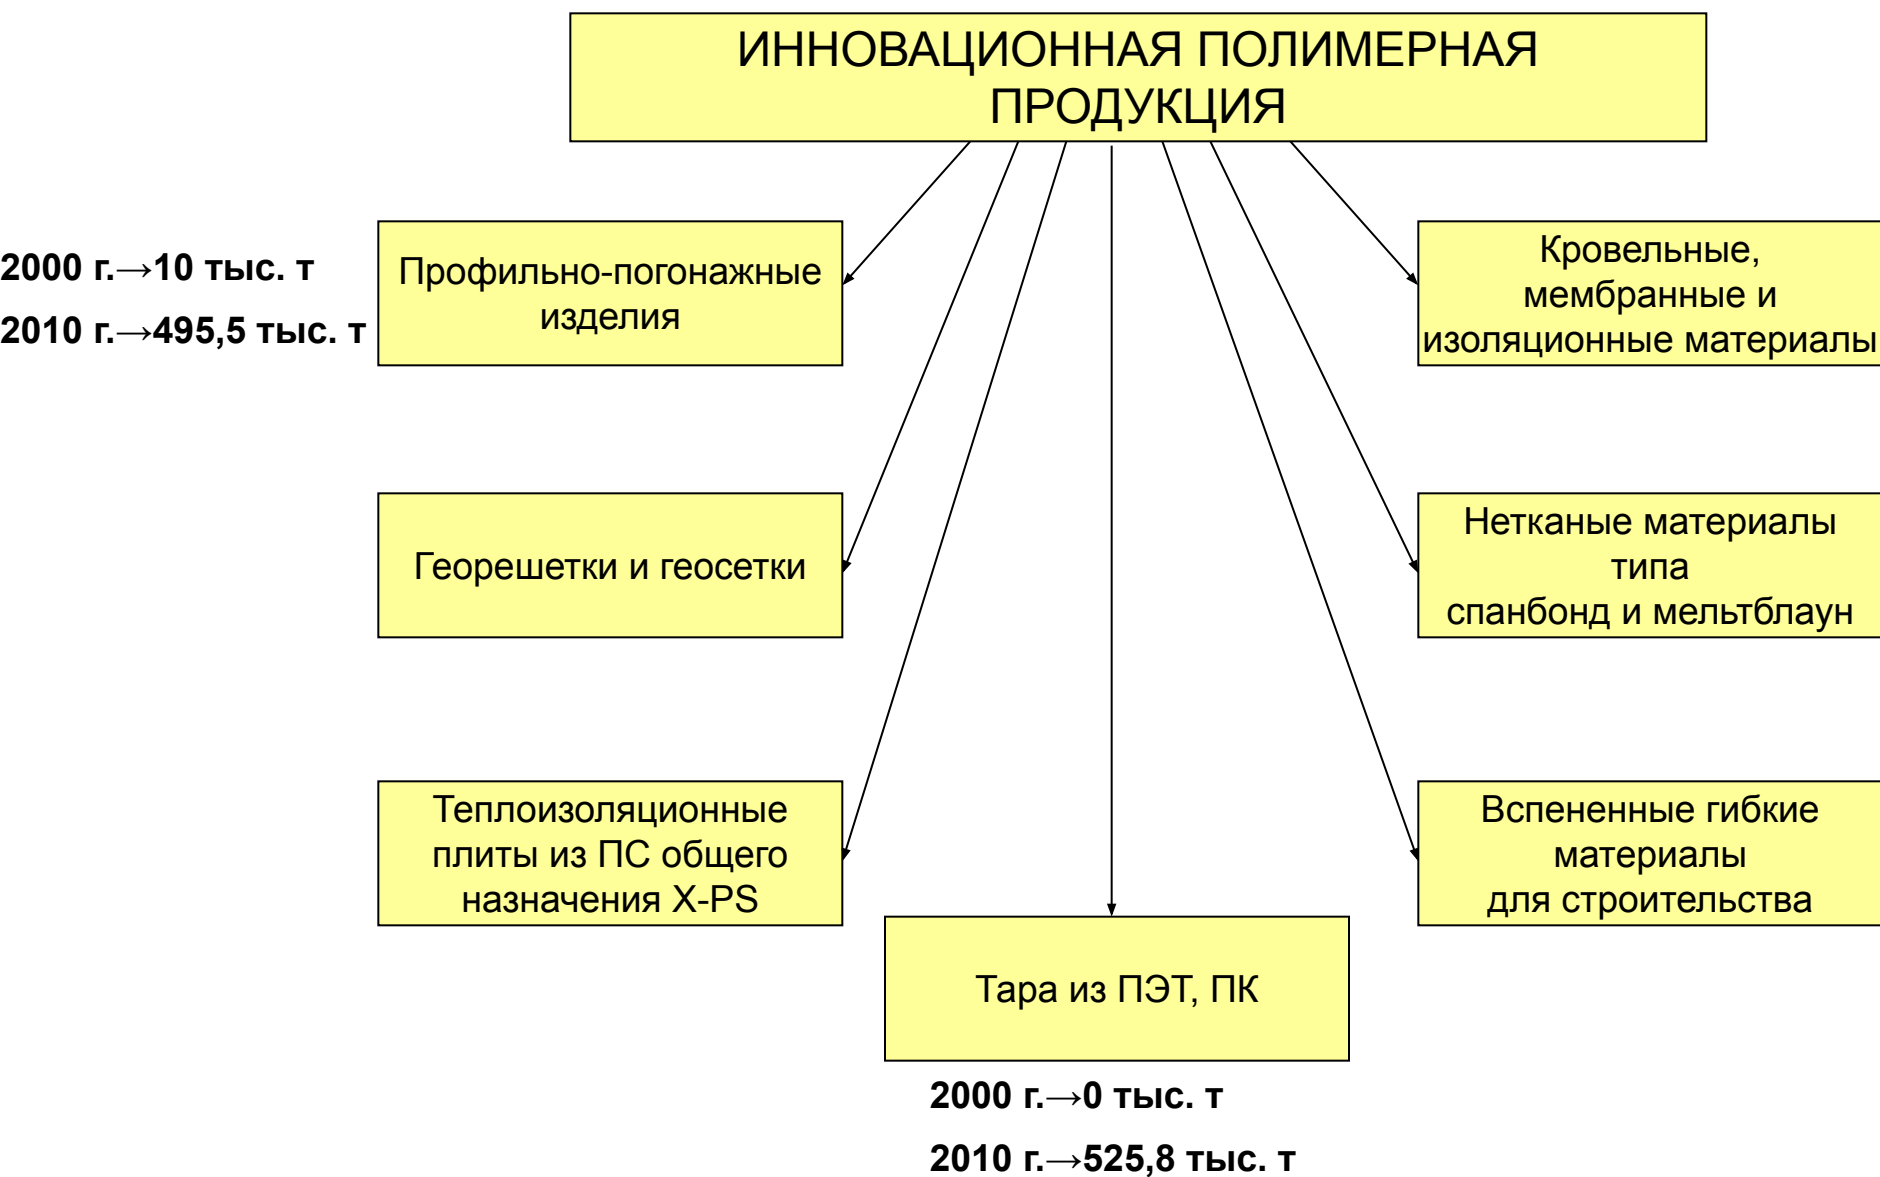 ИННОВАЦИОННАЯ ПОЛИМЕРНАЯ
ПРОДУКЦИЯ
2000 г.→10 тыс. т
2010 г.→495,5 тыс. т
Профильно-погонажные
изделия
Кровельные,
мембранные и
изоляционные материалы
Георешетки и геосетки
Нетканые материалы
типа
спанбонд и мельтблаун
Теплоизоляционные
плиты из ПС общего
назначения X-PS
Вспененные гибкие
материалы
для строительства
Тара из ПЭТ, ПК
2000 г.→0 тыс. т
2010 г.→525,8 тыс. т